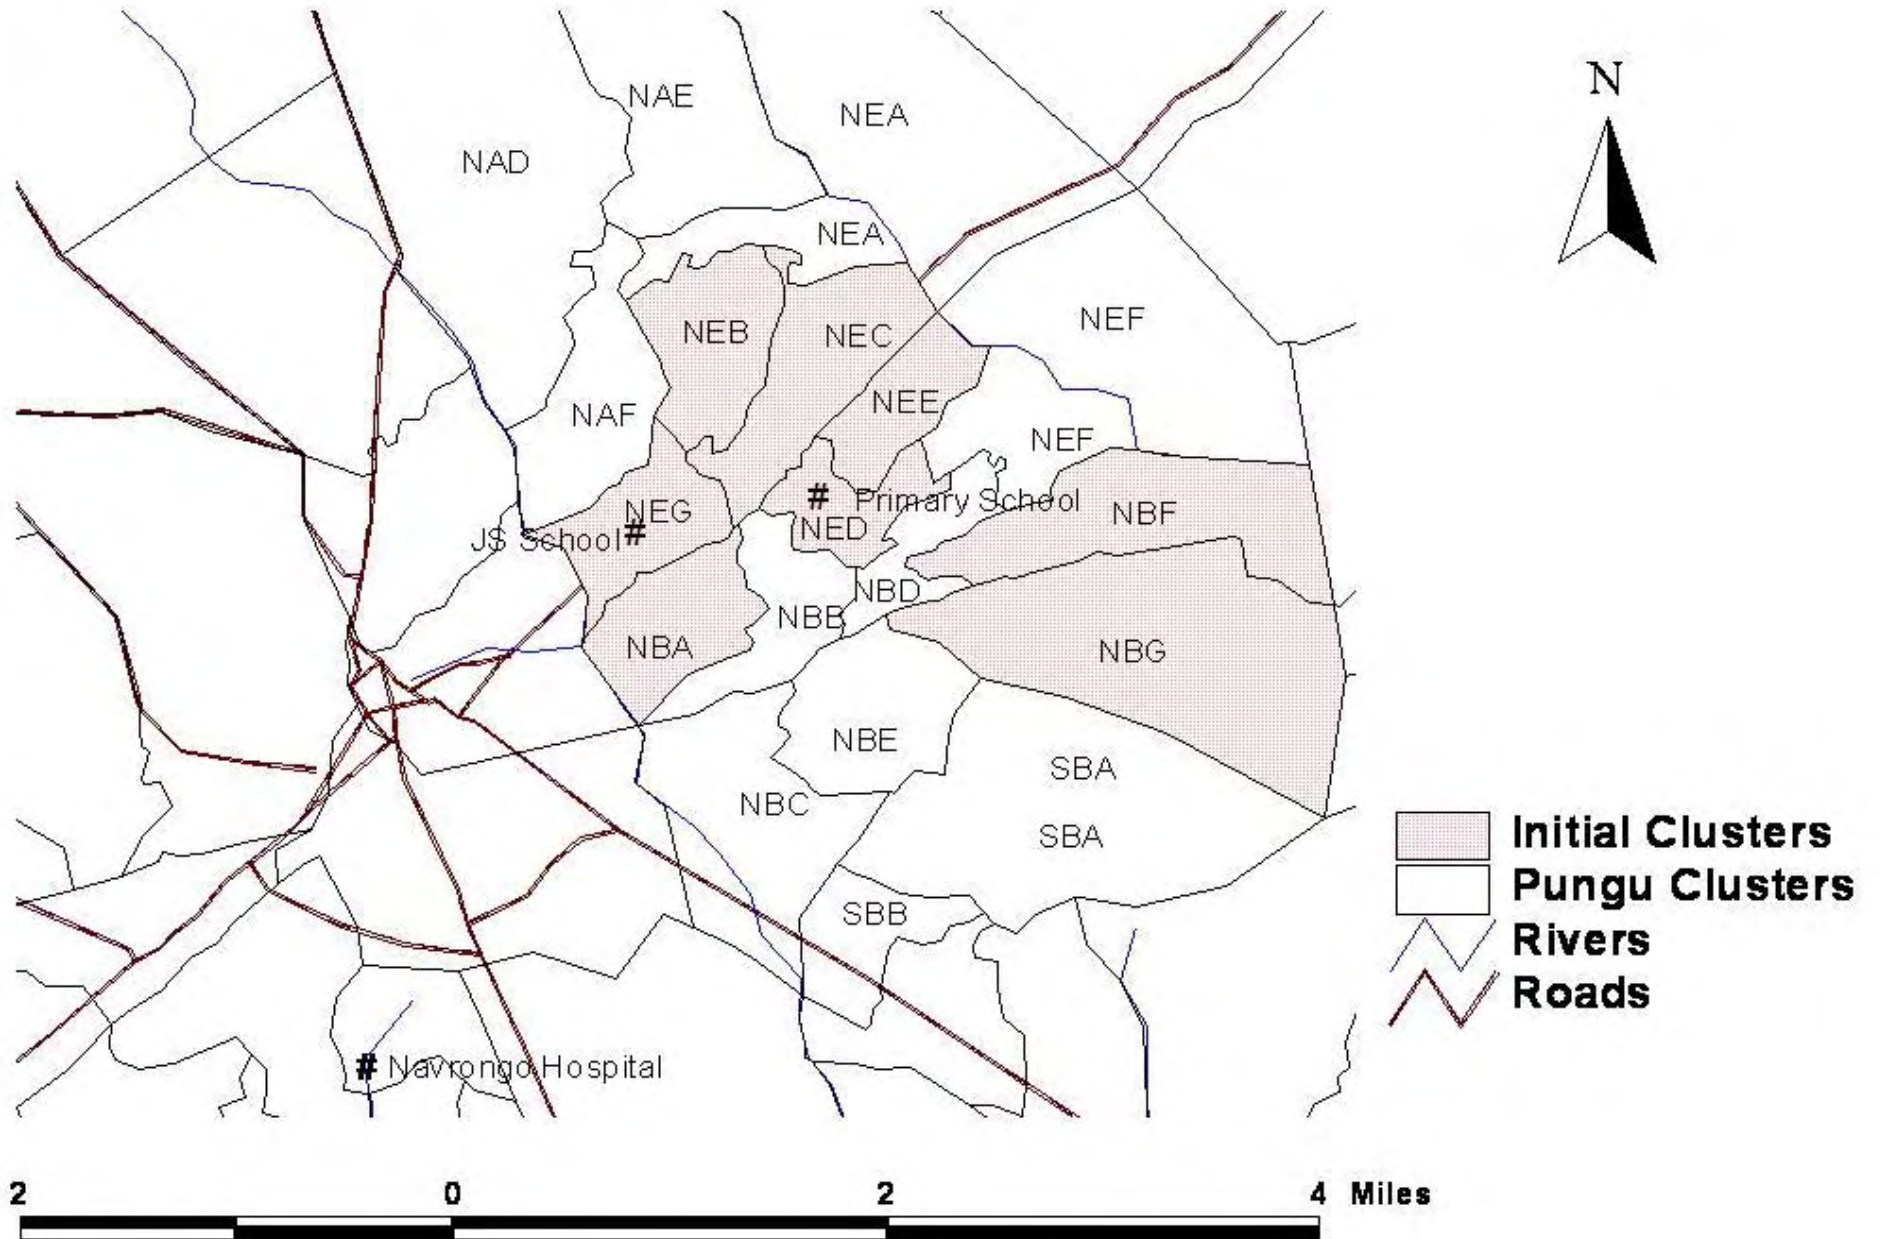 N
NAE
NEA
NAD
NEA
NEB
NEC
NEF
NEE
NAF
NEF
# Primary School
NEG
NBF
JS School #
NED
NBD
NBB
NBA
NBG
NBE
SBA
NBC
SBA
SBB
# Navrongo Hospital
Initial Clusters
Pungu Clusters
Rivers
Roads
2 0 2 4 Miles